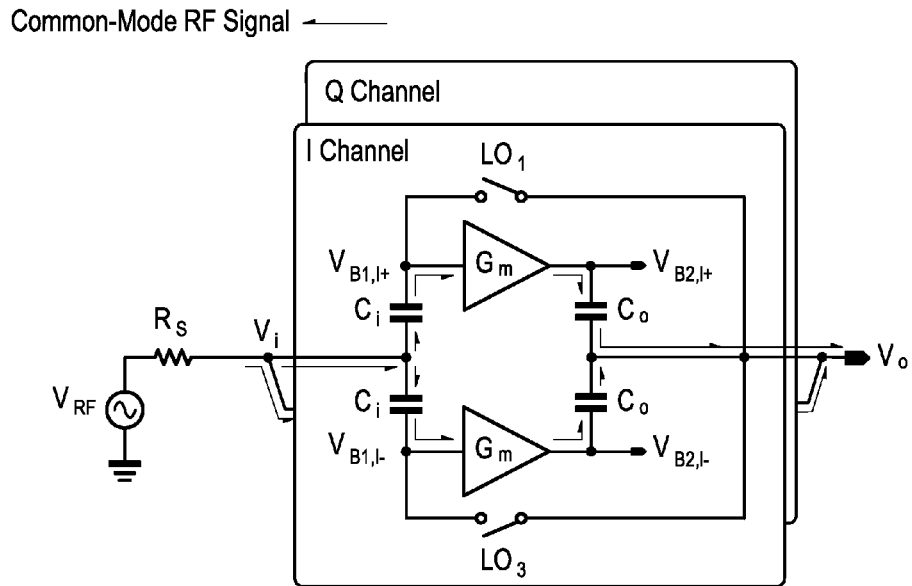 Common-Mode RF Signal
Q Channel
I Channel
LO1
VB1,I+
Gm
VB2,I+
Ci
Co
RS
Vi
Vo
VRF
Ci
Co
VB1,I-
Gm
VB2,I-
LO3